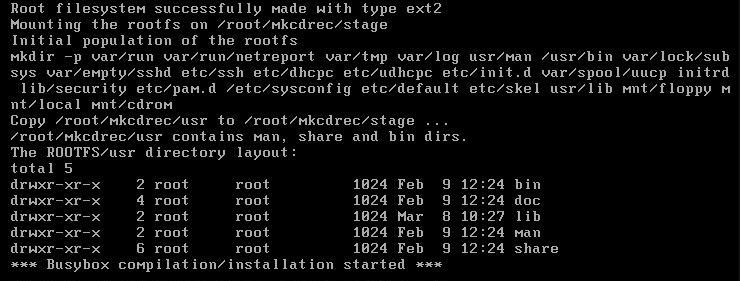 Root filesystem successfully made with type ext2
Mounting the rootfs on /root/mkcdrec/stage
Initial population of the rootfs
mkdir -p var/run var/run/netreport var/tmp var/log usr/man /usr/bin var/lock/sub
sys var/empty/sshd etc/ssh etc/dhcpc etc/udhcpc etc/init.d var/spool/uucp initrd
 lib/security etc/pam.d /etc/sysconfig etc/default etc/skel usr/lib mnt/floppy m
nt/local mnt/cdrom
Copy /root/mkcdrec/usr to /root/mkcdrec/stage ...
/root/mkcdrec/usr contains man, share and bin dirs.
The ROOTFS/usr directory layout:
total 5
drwxr-xr-x    2 root     root         1024 Feb  9 12:24 bin
drwxr-xr-x    4 root     root         1024 Feb  9 12:24 doc
drwxr-xr-x    2 root     root         1024 Mar  8 10:27 lib
drwxr-xr-x    2 root     root         1024 Feb  9 12:24 man
drwxr-xr-x    6 root     root         1024 Feb  9 12:24 share
*** Busybox compilation/installation started ***